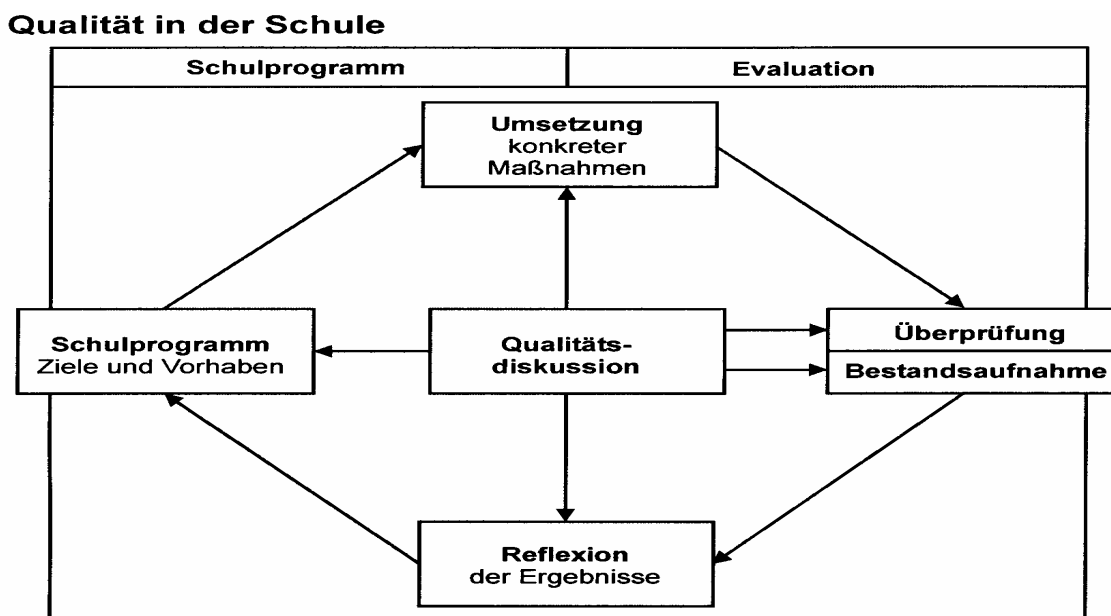 Qualität in der Schule
Schulprogramm
Evaluation
Umsetzung
konkreter
Maßnahmen
Schulprogramm
Ziele und Vorhaben
Qualitäts-
diskussion
Überprüfung
Bestandsaufnahme
Reflexion
der Ergebnisse